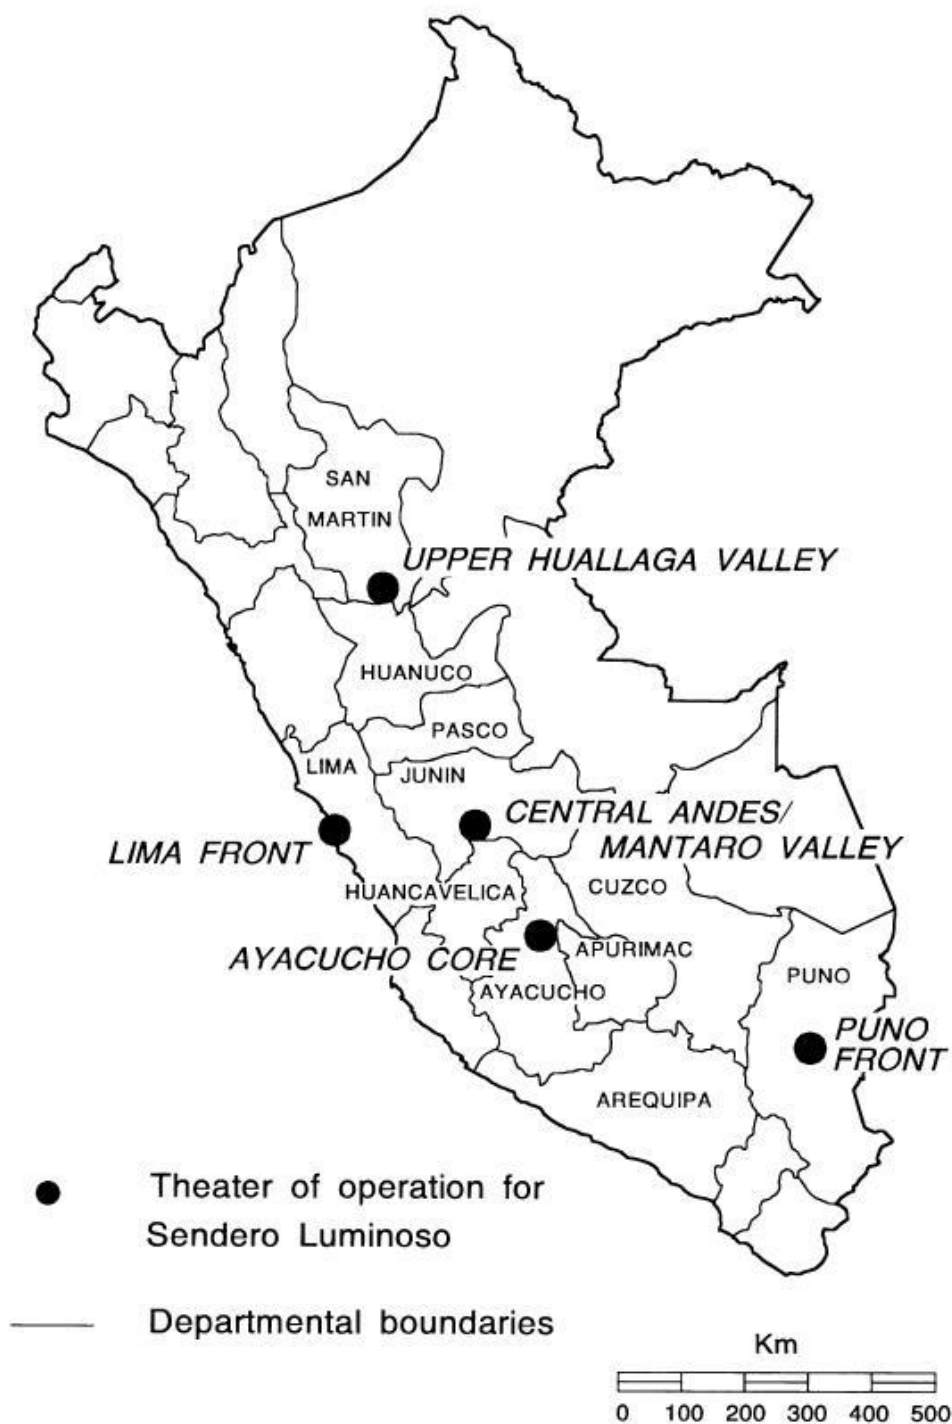 SAN
MARTIN
UPPER HUALLAGA VALLEY
HUANUCO
PASCO
LIMA
JUNIN
CENTRAL ANDES/
MANTARO VALLEY
LIMA FRONT
CUZCO
HUANCAVELICA
AYACUCHO CORE
APURIMAC
PUNO
AYACUCHO
PUNO
FRONT
AREQUIPA
Theater of operation for
Sendero Luminoso
Departmental boundaries
Km
0 100 200 300 400 500